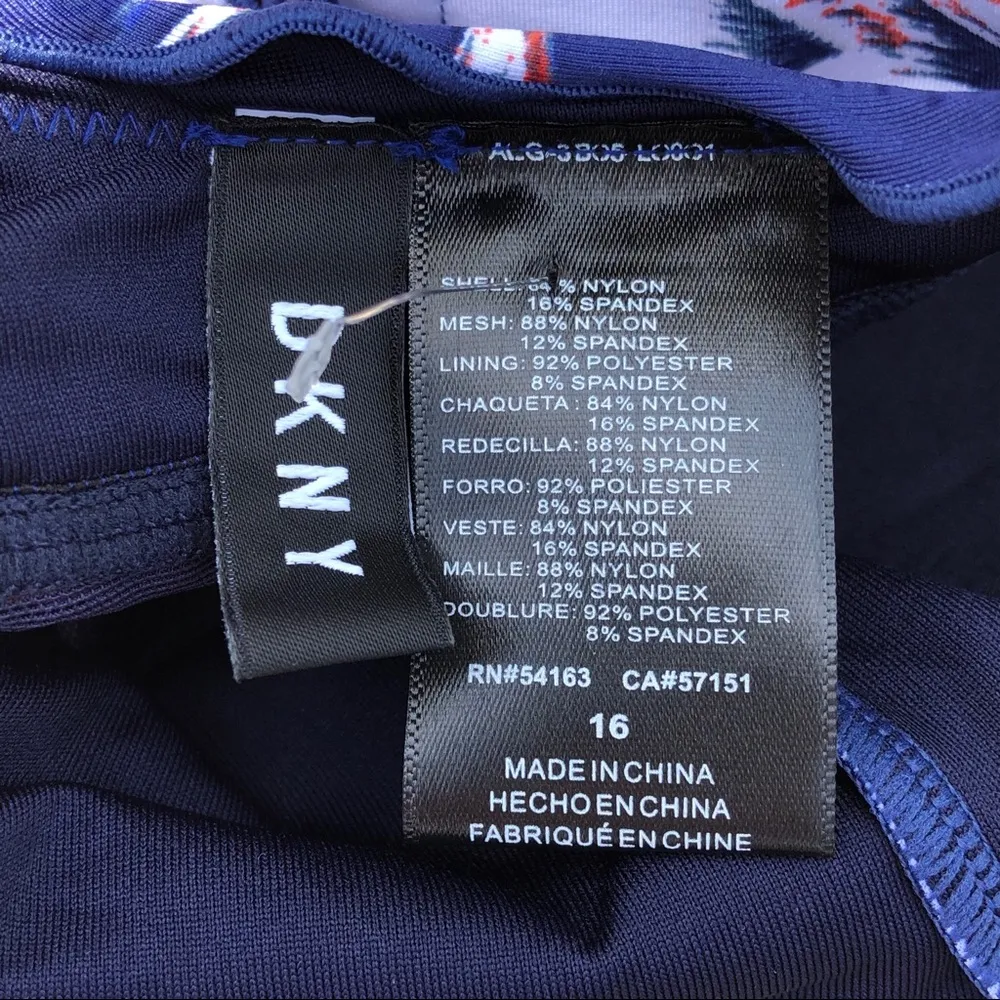 DKNY
SHELL: 84% NYLON
16% SPANDEX
MESH: 88% NYLON
12% SPANDEX
LINING: 92% POLYESTER
8% SPANDEX
CHAQUETA: 84% NYLON
16% SPANDEX
REDECILLA: 88% NYLON
12% SPANDEX
FORRO: 92% POLIESTER
8% SPANDEX
VESTE: 84% NYLON
16% SPANDEX
MAILLE: 88% NYLON
12% SPANDEX
DOUBLURE: 92% POLYESTER
8% SPANDEX
RN#54163 CA#57151
16
MADE IN CHINA
HECHO EN CHINA
FABRIQUÉ EN CHINE